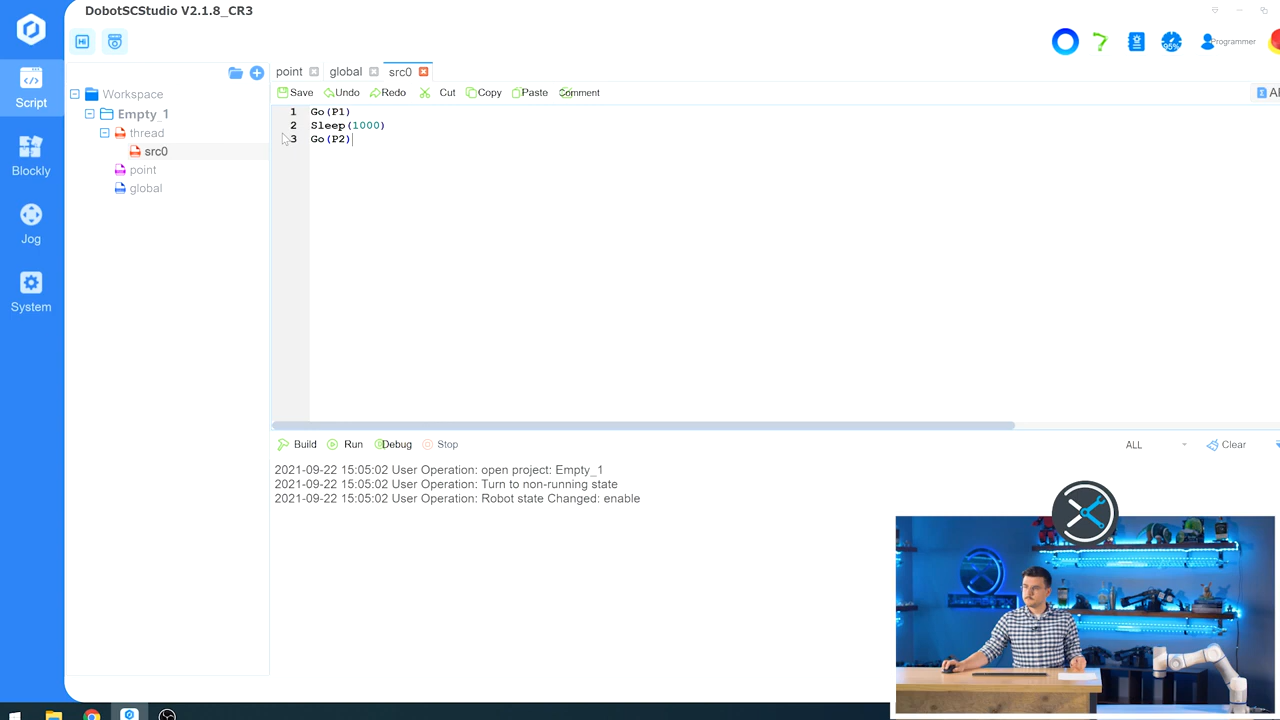 DobotSCStudio V2.1.8_CR3
95%
Programmer
Script
Blockly
Jog
System
Workspace
Empty_1
thread
src0
point
global
point global src0
Save Undo Redo Cut Copy Paste Comment
1 Go(P1)
2 Sleep(1000)
3 Go(P2)
Build Run Debug Stop ALL Clear
2021-09-22 15:05:02 User Operation: open project: Empty_1
2021-09-22 15:05:02 User Operation: Turn to non-running state
2021-09-22 15:05:02 User Operation: Robot state Changed: enable